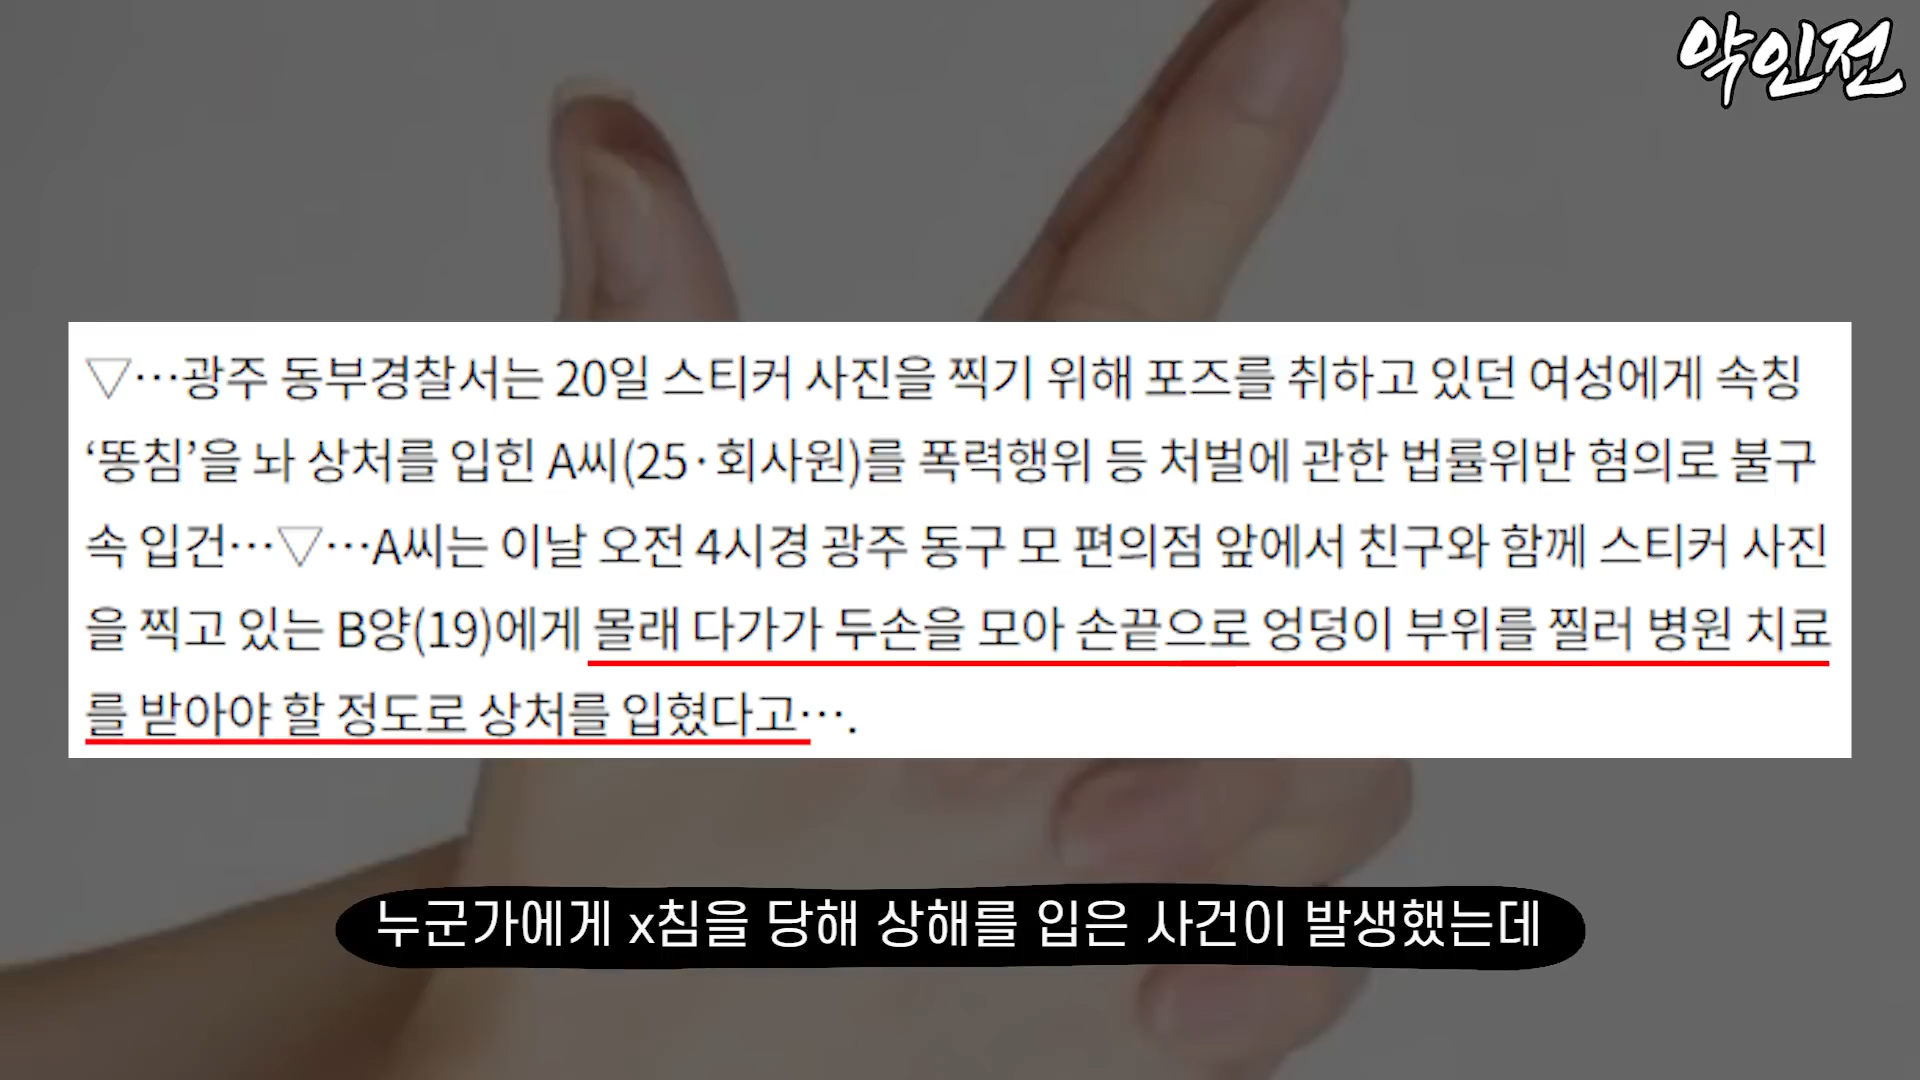 약인전
▽…광주 동부경찰서는 20일 스티커 사진을 찍기 위해 포즈를 취하고 있던 여성에게 속칭
‘똥침’을 놔 상처를 입힌 A씨(25·회사원)를 폭력행위 등 처벌에 관한 법률위반 혐의로 불구
속 입건…▽…A씨는 이날 오전 4시경 광주 동구 모 편의점 앞에서 친구와 함께 스티커 사진
을 찍고 있는 B양(19)에게 몰래 다가가 두손을 모아 손끝으로 엉덩이 부위를 찔러 병원 치료
를 받아야 할 정도로 상처를 입혔다고….
누군가에게 x침을 당해 상해를 입은 사건이 발생했는데